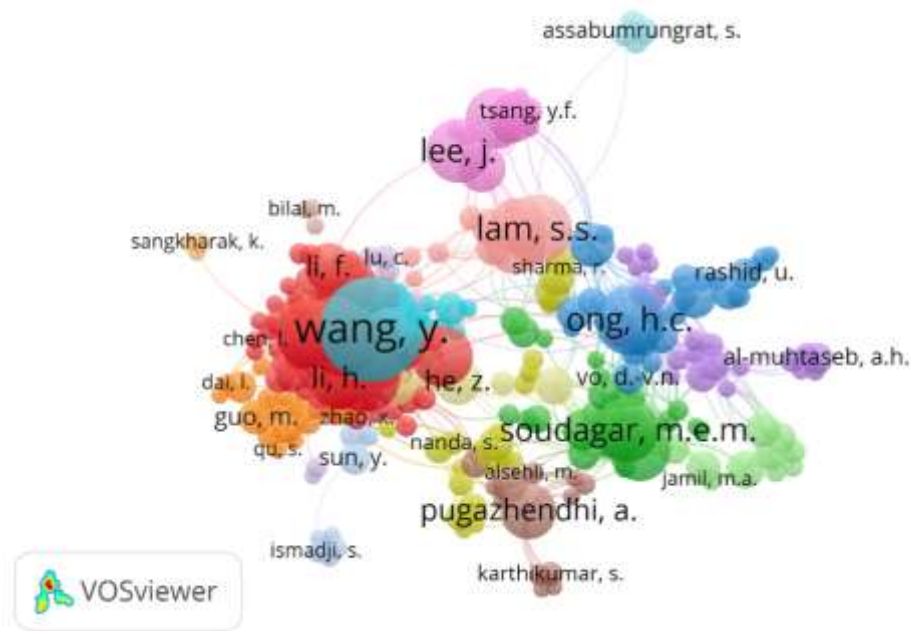 assabumrungrat, s.
tsang, y.f.
lee, j.
bilal, m.
lam, s.s.
sangkharak, k.
lu, c.
li, f.
sharma, r.
rashid, u.
wang, y.
ong, h.c.
chen, l.
al-muhtaseb, a.h.
li, h.
he, z.
vo, d.-v.n.
dai, l.
guo, m.
zhao, x.
soudagar, m.e.m.
qu, s.
nanda, s.
sun, y.
alsehli, m.
jamil, m.a.
pugazhendhi, a.
ismadji, s.
karthikumar, s.
VOSviewer